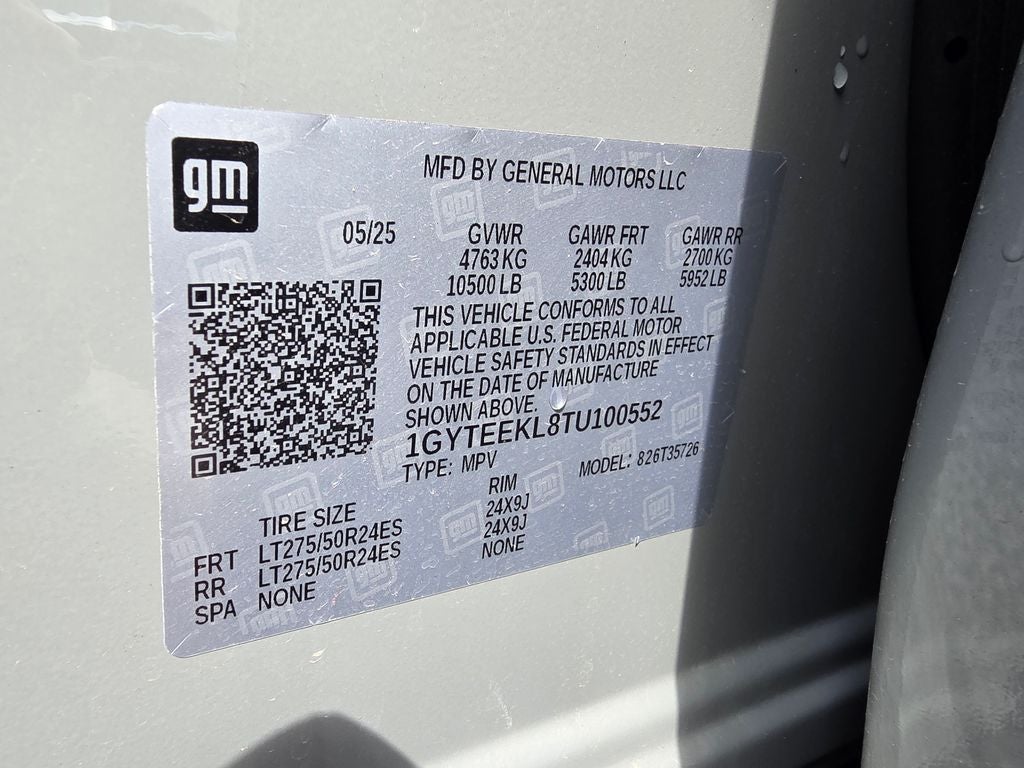 gm
MFD BY GENERAL MOTORS LLC
05/25 GVWR GAWR FRT GAWR RR
4763 KG 2404 KG 2700 KG
10500 LB 5300 LB 5952 LB
THIS VEHICLE CONFORMS TO ALL
APPLICABLE U.S. FEDERAL MOTOR
VEHICLE SAFETY STANDARDS IN EFFECT
ON THE DATE OF MANUFACTURE
SHOWN ABOVE.
1GYTEEKL8TU100552
TYPE: MPV MODEL: 826T35726
TIRE SIZE RIM
FRT LT275/50R24ES 24X9J
RR LT275/50R24ES 24X9J
SPA NONE NONE